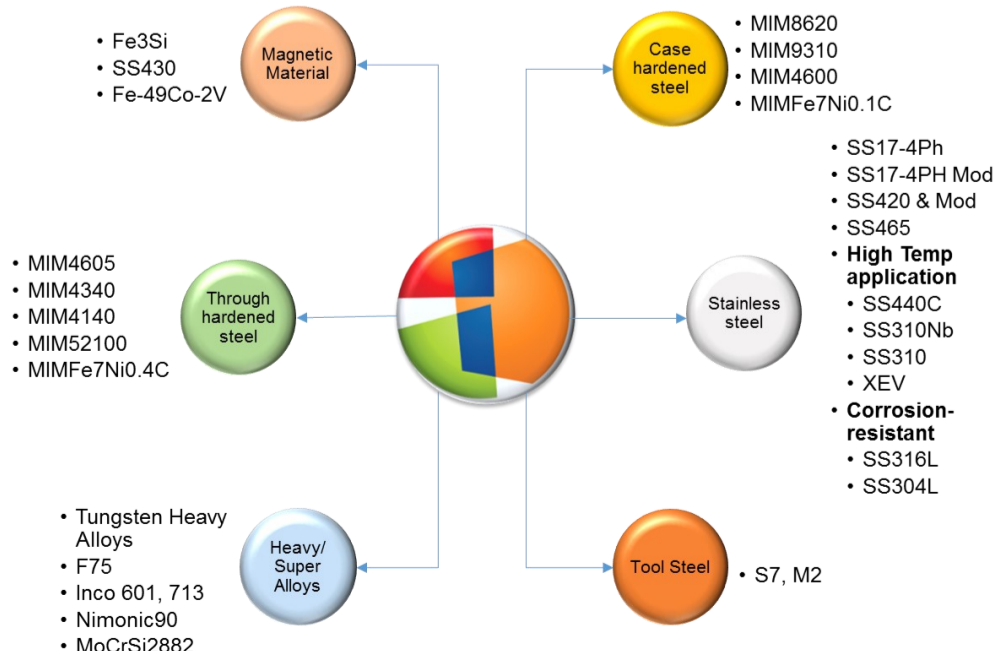 • Fe3Si
• SS430
• Fe-49Co-2V
Magnetic
Material
Case
hardened
steel
• MIM8620
• MIM9310
• MIM4600
• MIMFe7Ni0.1C
• MIM4605
• MIM4340
• MIM4140
• MIM52100
• MIMFe7Ni0.4C
Through
hardened
steel
Stainless
steel
• SS17-4Ph
• SS17-4PH Mod
• SS420 & Mod
• SS465
• High Temp
application
• SS440C
• SS310Nb
• SS310
• XEV
• Corrosion-
resistant
• SS316L
• SS304L
• Tungsten Heavy
Alloys
• F75
• Inco 601, 713
• Nimonic90
• MoCrSi2882
Heavy/
Super
Alloys
Tool Steel
• S7, M2